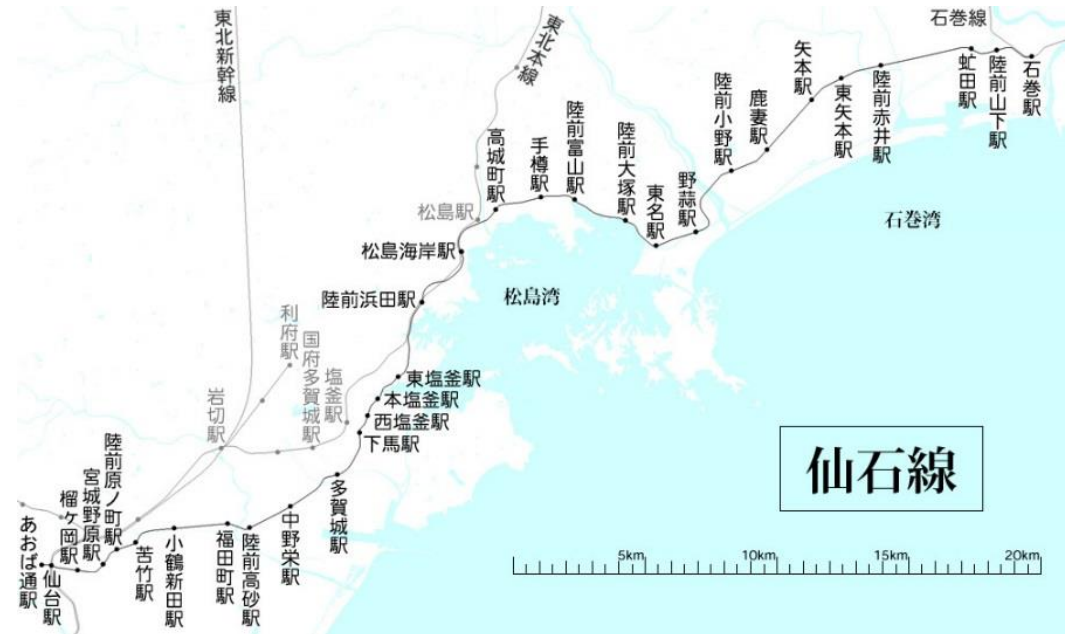 東北新幹線
東北本線
石巻線
石巻駅
陸前山下駅
虻田駅
陸前赤井駅
東矢本駅
矢本駅
鹿妻駅
陸前小野駅
野蒜駅
東名駅
陸前大塚駅
陸前富山駅
手樽駅
高城町駅
松島駅
松島海岸駅
陸前浜田駅
石巻湾
松島湾
利府駅
国府多賀城駅
塩釜駅
岩切駅
東塩釜駅
本塩釜駅
西塩釜駅
下馬駅
多賀城駅
中野栄駅
陸前高砂駅
福田町駅
小鶴新田駅
苦竹駅
陸前原ノ町駅
宮城野原駅
榴ヶ岡駅
仙台駅
あおば通駅
仙石線
5km
10km
15km
20km